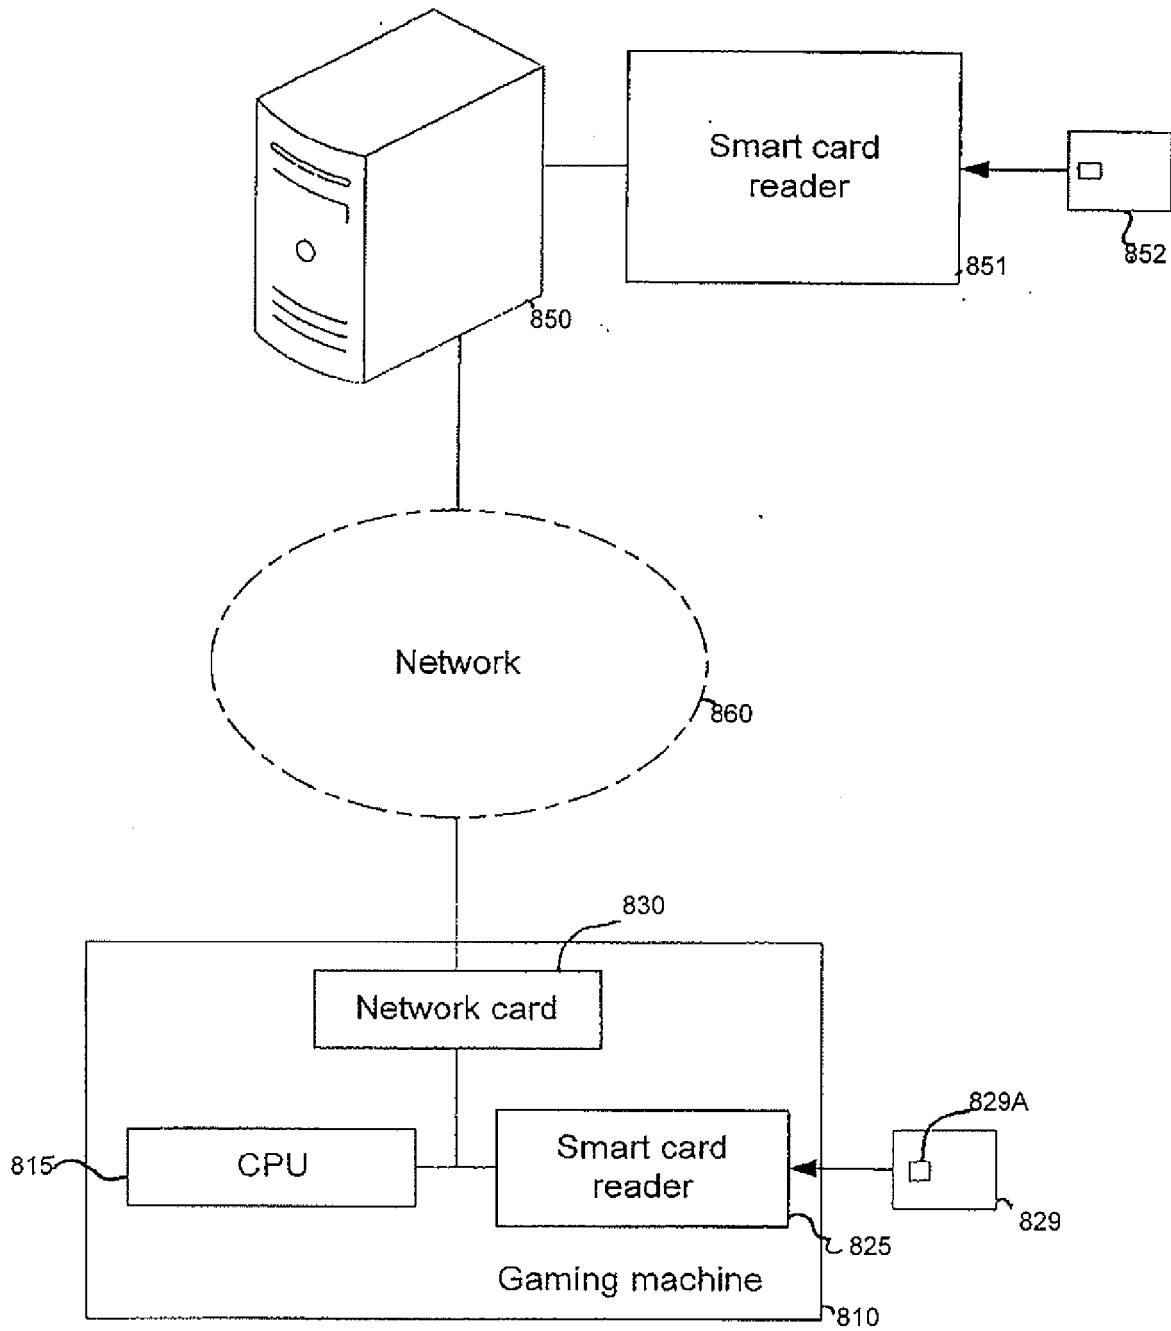 Smart card
reader
852
851
850
Network
860
830
Network card
829A
815
CPU
Smart card
reader
829
825
Gaming machine
810